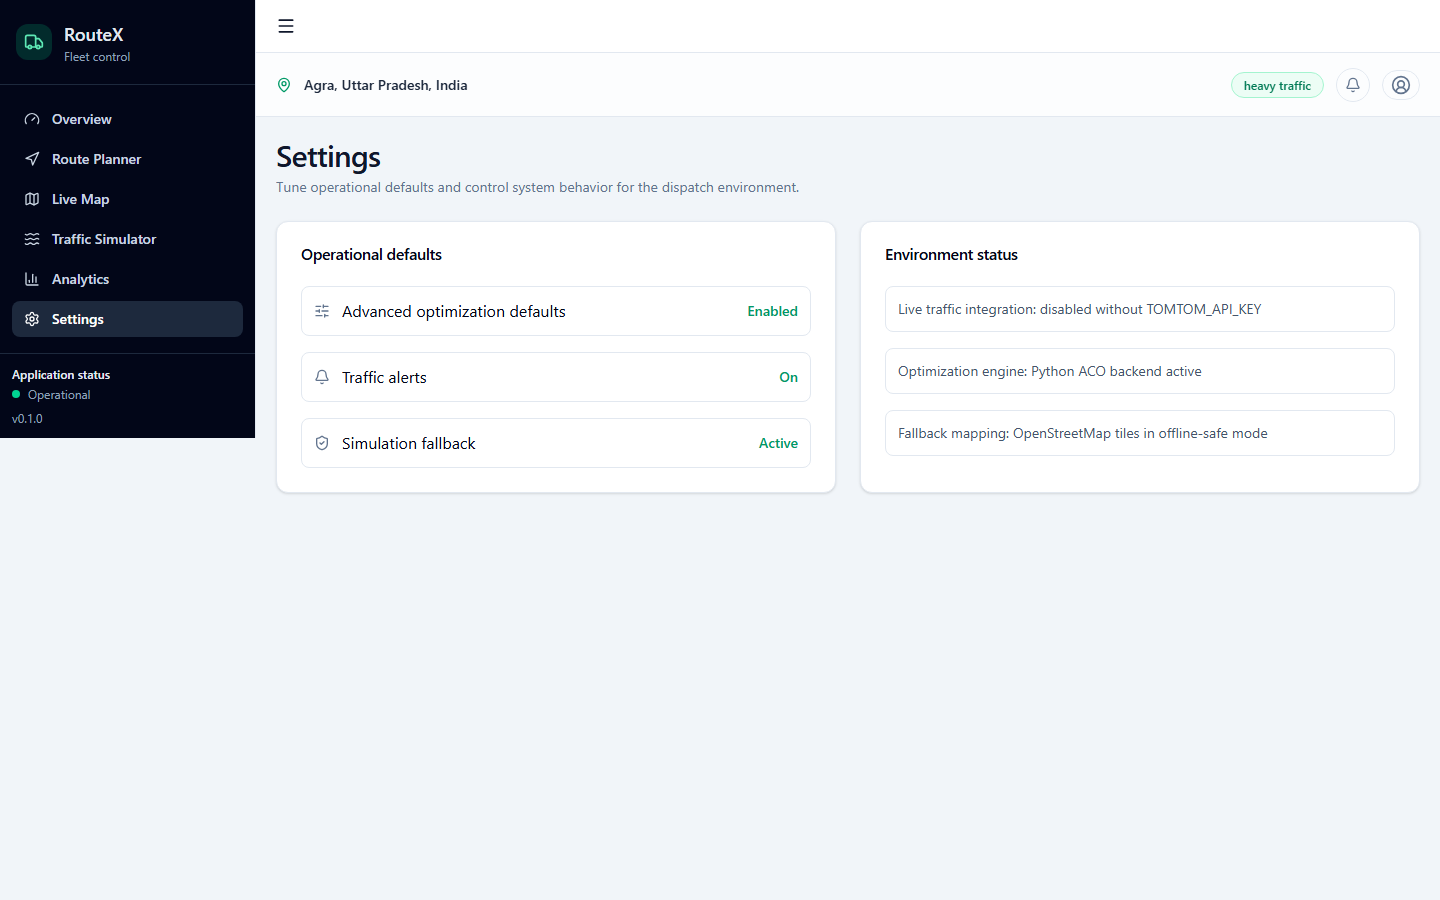 RouteX
Fleet control
Overview
Route Planner
Live Map
Traffic Simulator
Analytics
Settings
Application status
Operational
v0.1.0
Agra, Uttar Pradesh, India
heavy traffic
Settings
Tune operational defaults and control system behavior for the dispatch environment.
Operational defaults
Advanced optimization defaults
Enabled
Traffic alerts
On
Simulation fallback
Active
Environment status
Live traffic integration: disabled without TOMTOM_API_KEY
Optimization engine: Python ACO backend active
Fallback mapping: OpenStreetMap tiles in offline-safe mode